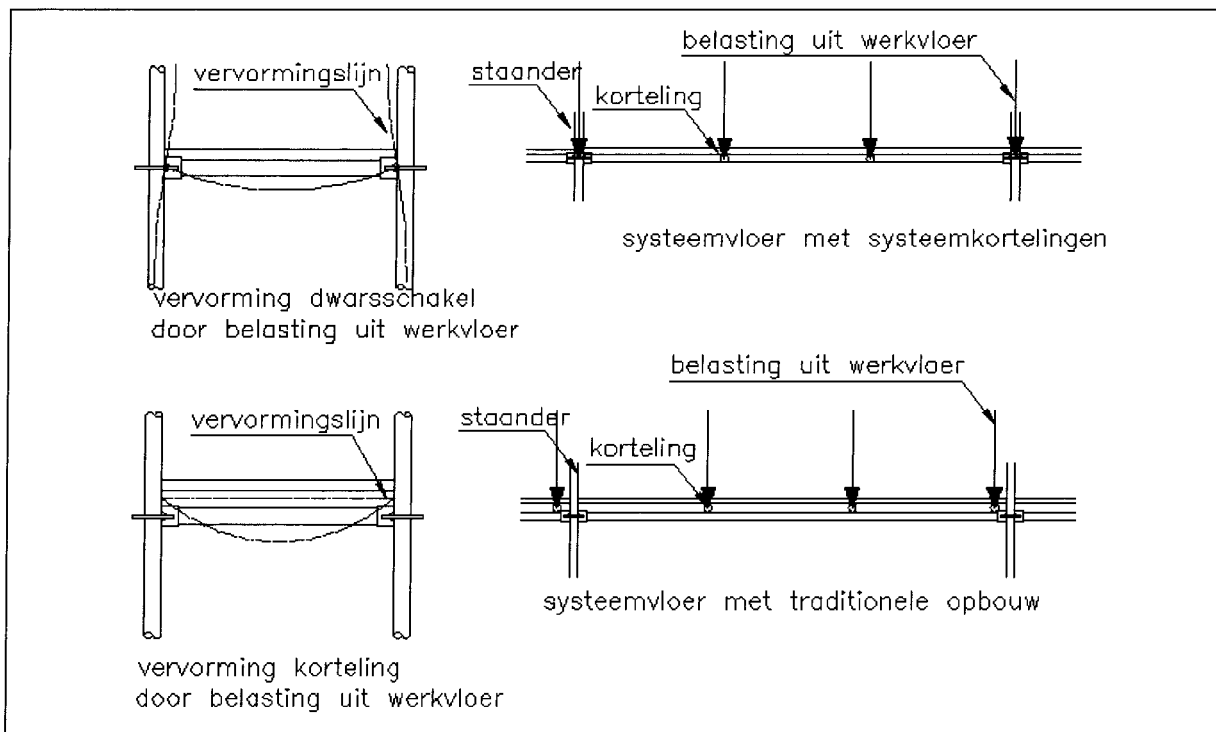 belasting uit werkvloer
vervormingslijn
staander
korteling
systeemvloer met systeemkortelingen
vervorming dwarsschakel
door belasting uit werkvloer
belasting uit werkvloer
vervormingslijn
staander
korteling
systeemvloer met traditionele opbouw
vervorming korteling
door belasting uit werkvloer